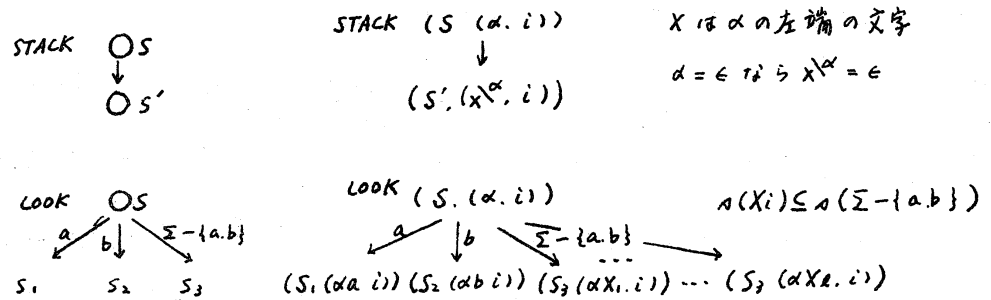 STACK (S (α. i))
X は α の左端の文字
STACK ○S
α = ϵ なら x\α = ϵ
○ S'
(S', (x\α, i))
LOOK ○S
LOOK (S. (α. i))
s(Xi) ⊆ s(Σ-{a.b})
a b Σ-{a.b}
a b Σ-{a.b}
S₁ S₂ S₃
(S₁ (αa i)) (S₂ (αb i)) (S₃ (αX₁. i)) ··· (S₃ (αXℓ. i))